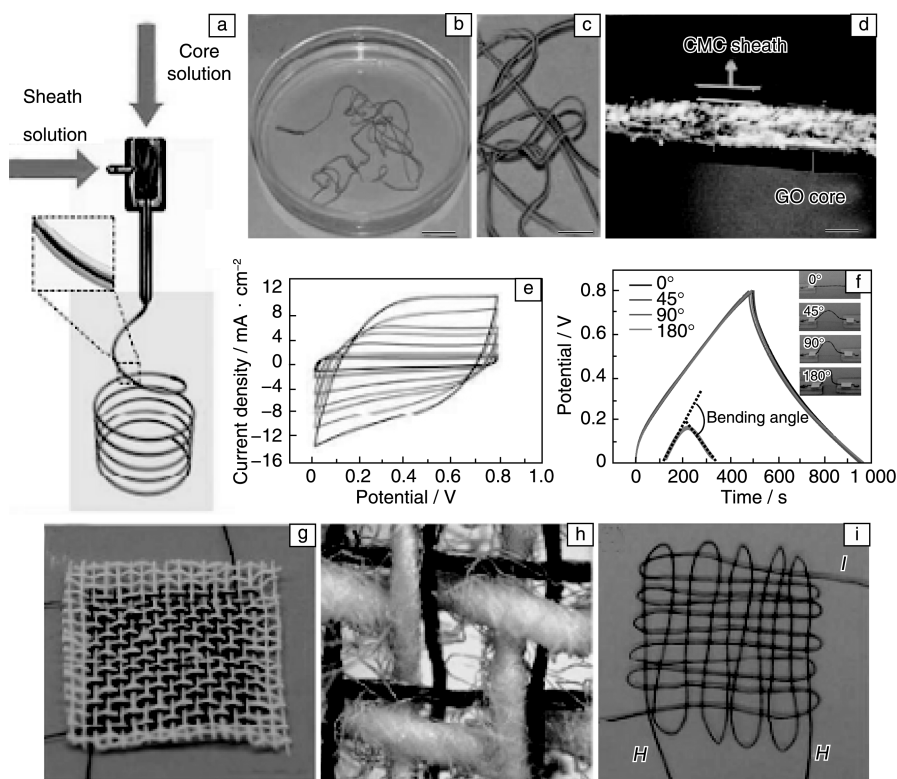 a
Core
solution
Sheath
solution
b
c
d
CMC sheath
GO core
e
Current density / mA · cm⁻²
12
8
4
0
−4
−8
−12
−16
0
0.2
0.4
0.6
0.8
1.0
Potential / V
f
Potential / V
0.8
0.6
0.4
0.2
0
0°
45°
90°
180°
0°
45°
90°
180°
Bending angle
0
200
400
600
800
1 000
Time / s
g
h
i
I
H
H